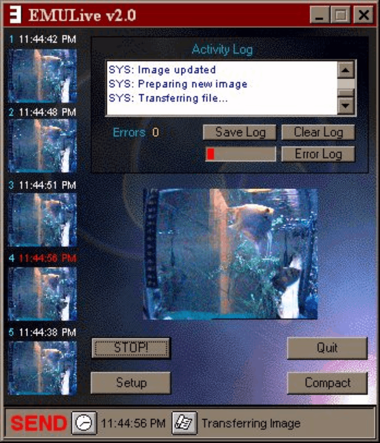 EMULive v2.0
1 11:44:42 PM
Activity Log
SYS: Image updated
SYS: Preparing new image
SYS: Transferring file...
2 11:44:48 PM
Errors 0
Save Log
Clear Log
Error Log
3 11:44:51 PM
4 11:44:56 PM
5 11:44:38 PM
STOP!
Quit
Setup
Compact
SEND
11:44:56 PM
Transferring Image